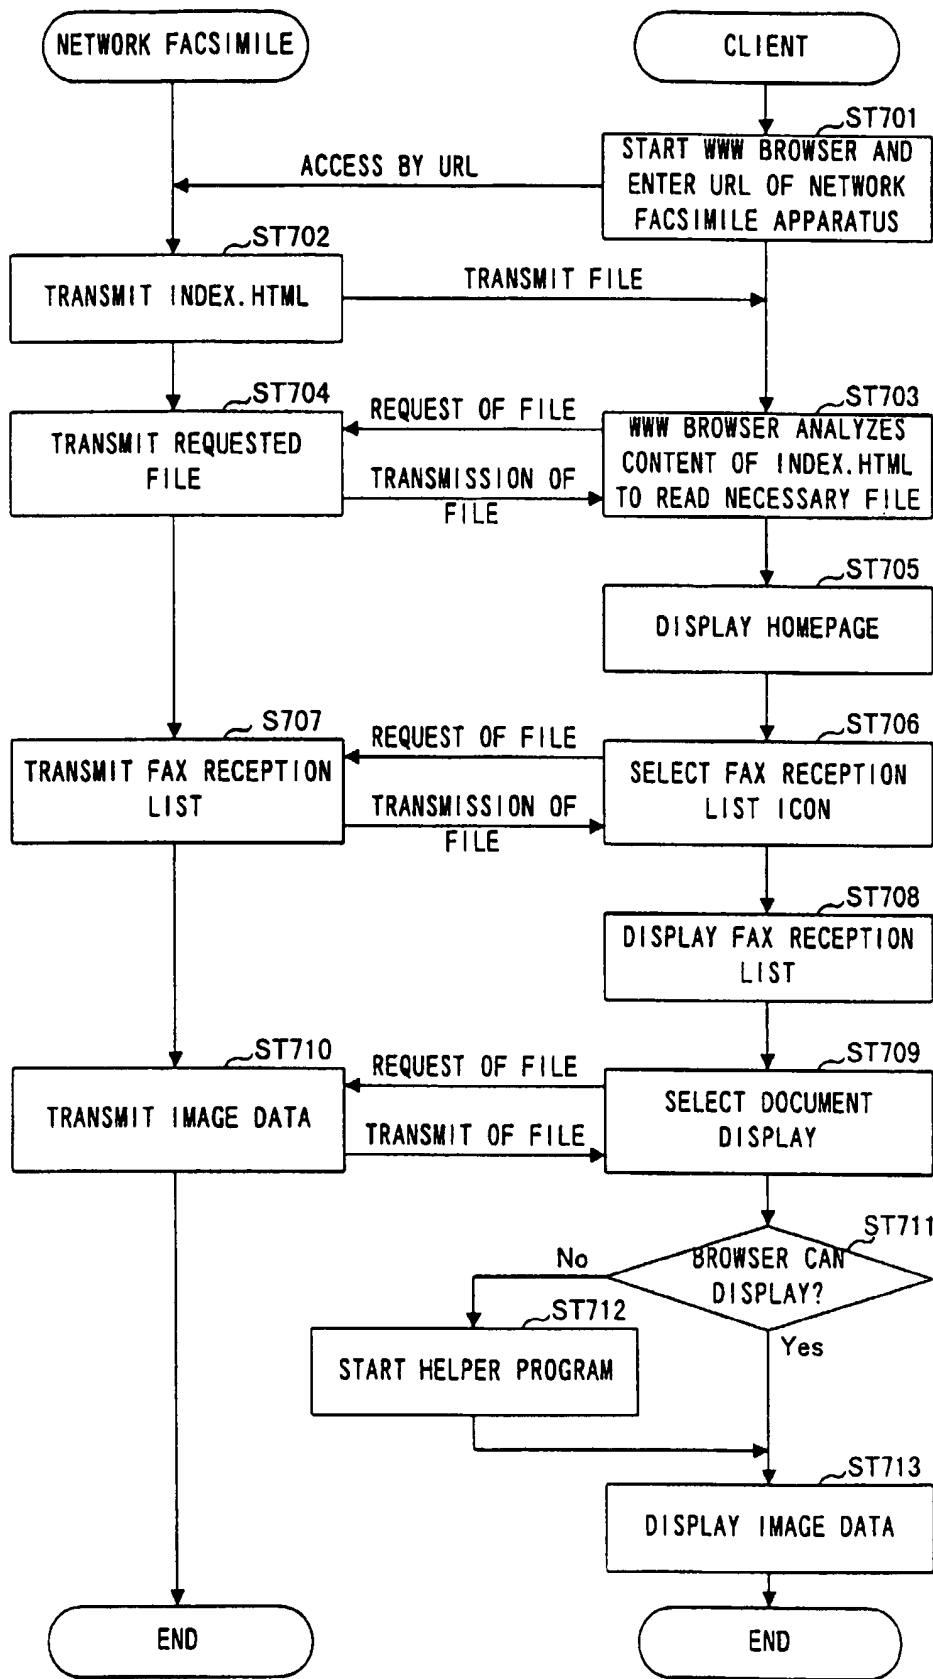 NETWORK FACSIMILE
CLIENT
ST701
START WWW BROWSER AND
ENTER URL OF NETWORK
FACSIMILE APPARATUS
ACCESS BY URL
ST702
TRANSMIT INDEX.HTML
TRANSMIT FILE
ST704
TRANSMIT REQUESTED
FILE
REQUEST OF FILE
TRANSMISSION OF
FILE
ST703
WWW BROWSER ANALYZES
CONTENT OF INDEX.HTML
TO READ NECESSARY FILE
ST705
DISPLAY HOMEPAGE
S707
TRANSMIT FAX RECEPTION
LIST
REQUEST OF FILE
TRANSMISSION OF
FILE
ST706
SELECT FAX RECEPTION
LIST ICON
ST708
DISPLAY FAX RECEPTION
LIST
ST710
TRANSMIT IMAGE DATA
REQUEST OF FILE
TRANSMIT OF FILE
ST709
SELECT DOCUMENT
DISPLAY
ST711
BROWSER CAN
DISPLAY?
No
Yes
ST712
START HELPER PROGRAM
ST713
DISPLAY IMAGE DATA
END
END